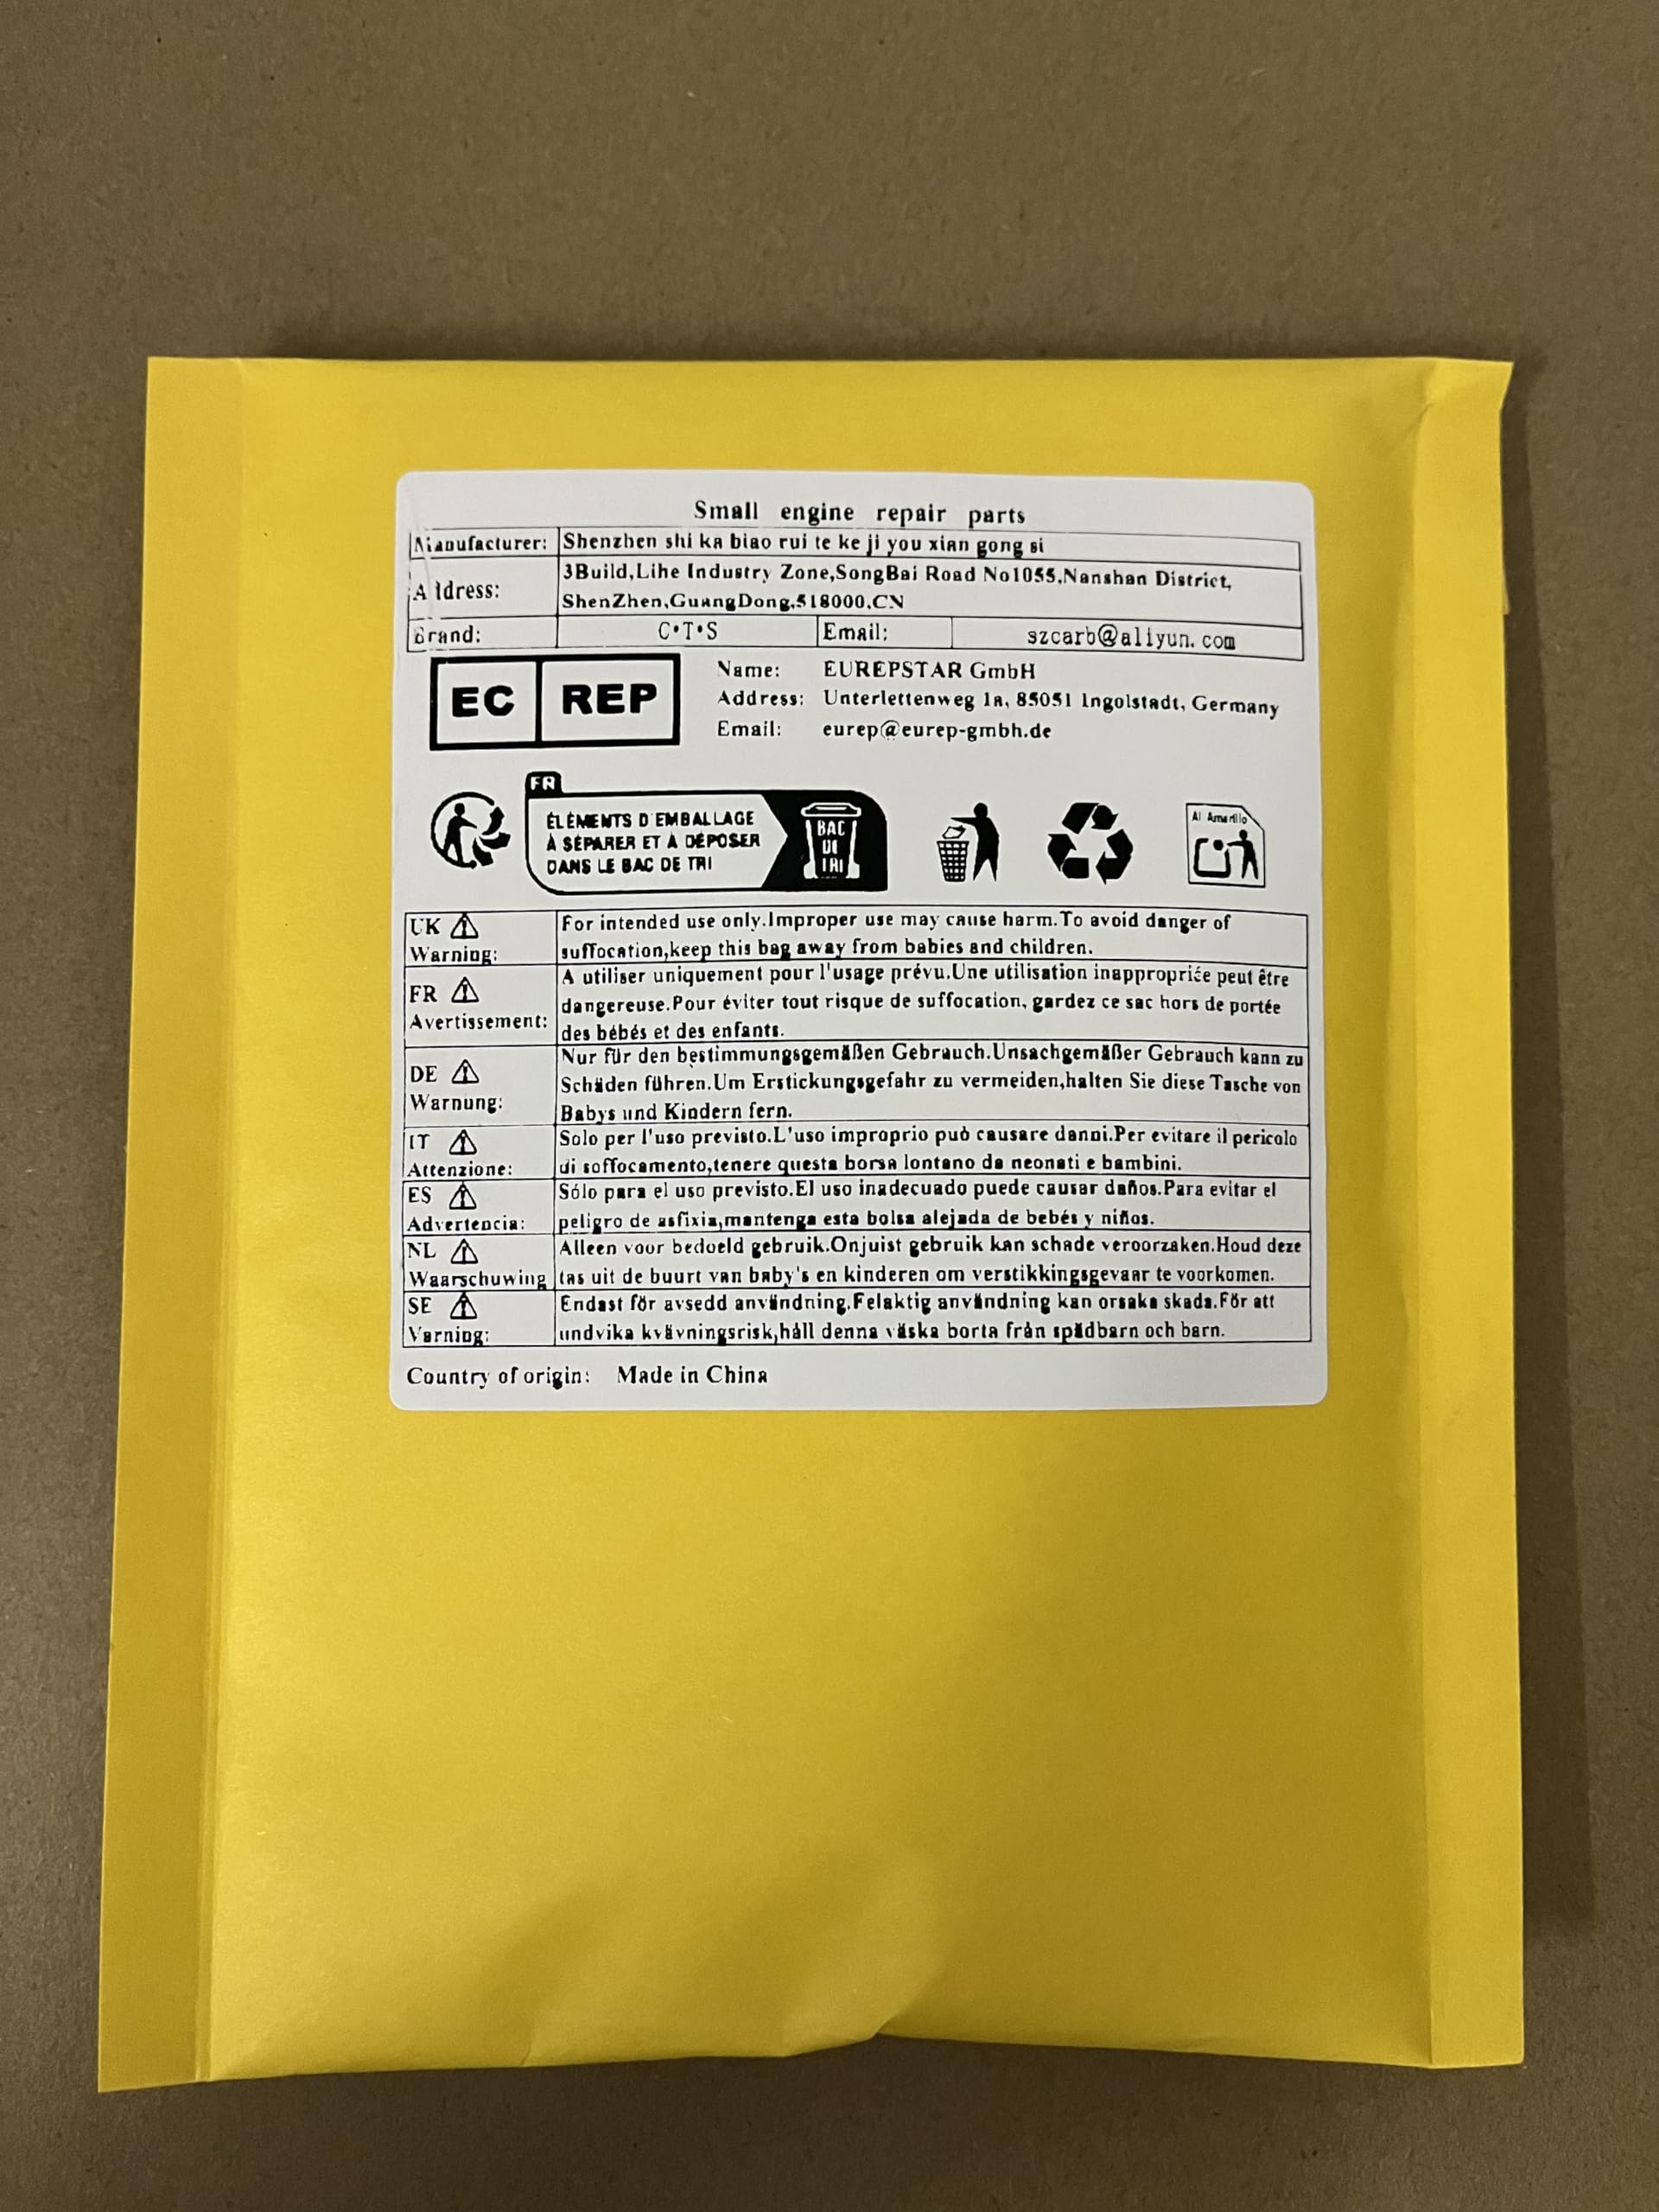 Small engine repair parts
Manufacturer: Shenzhen shi ka biao rui te ke ji you xian gong si
Address: 3Build,Lihe Industry Zone,SongBai Road No1055,Nanshan District,
ShenZhen,GuangDong,518000,CN
Brand: C•T•S Email: szcarb@aliyun.com
EC REP
Name: EUREPSTAR GmbH
Address: Unterlettenweg 1a, 85051 Ingolstadt, Germany
Email: eurep@eurep-gmbh.de
FR
ÉLÉMENTS D'EMBALLAGE
À SÉPARER ET À DÉPOSER
DANS LE BAC DE TRI
BAC
DE
TRI
Al Amarillo
UK
Warning:
For intended use only.Improper use may cause harm.To avoid danger of
suffocation,keep this bag away from babies and children.
FR
Avertissement:
A utiliser uniquement pour l'usage prévu.Une utilisation inappropriée peut être
dangereuse.Pour éviter tout risque de suffocation, gardez ce sac hors de portée
des bébés et des enfants.
DE
Warnung:
Nur für den bestimmungsgemäßen Gebrauch.Unsachgemäßer Gebrauch kann zu
Schäden führen.Um Erstickungsgefahr zu vermeiden,halten Sie diese Tasche von
Babys und Kindern fern.
IT
Attenzione:
Solo per l'uso previsto.L'uso improprio può causare danni.Per evitare il pericolo
di soffocamento,tenere questa borsa lontano da neonati e bambini.
ES
Advertencia:
Sólo para el uso previsto.El uso inadecuado puede causar daños.Para evitar el
peligro de asfixia,mantenga esta bolsa alejada de bebés y niños.
NL
Waarschuwing
Alleen voor bedoeld gebruik.Onjuist gebruik kan schade veroorzaken.Houd deze
tas uit de buurt van baby's en kinderen om verstikkingsgevaar te voorkomen.
SE
Varning:
Endast för avsedd användning.Felaktig användning kan orsaka skada.För att
undvika kvävningsrisk,håll denna väska borta från spädbarn och barn.
Country of origin: Made in China